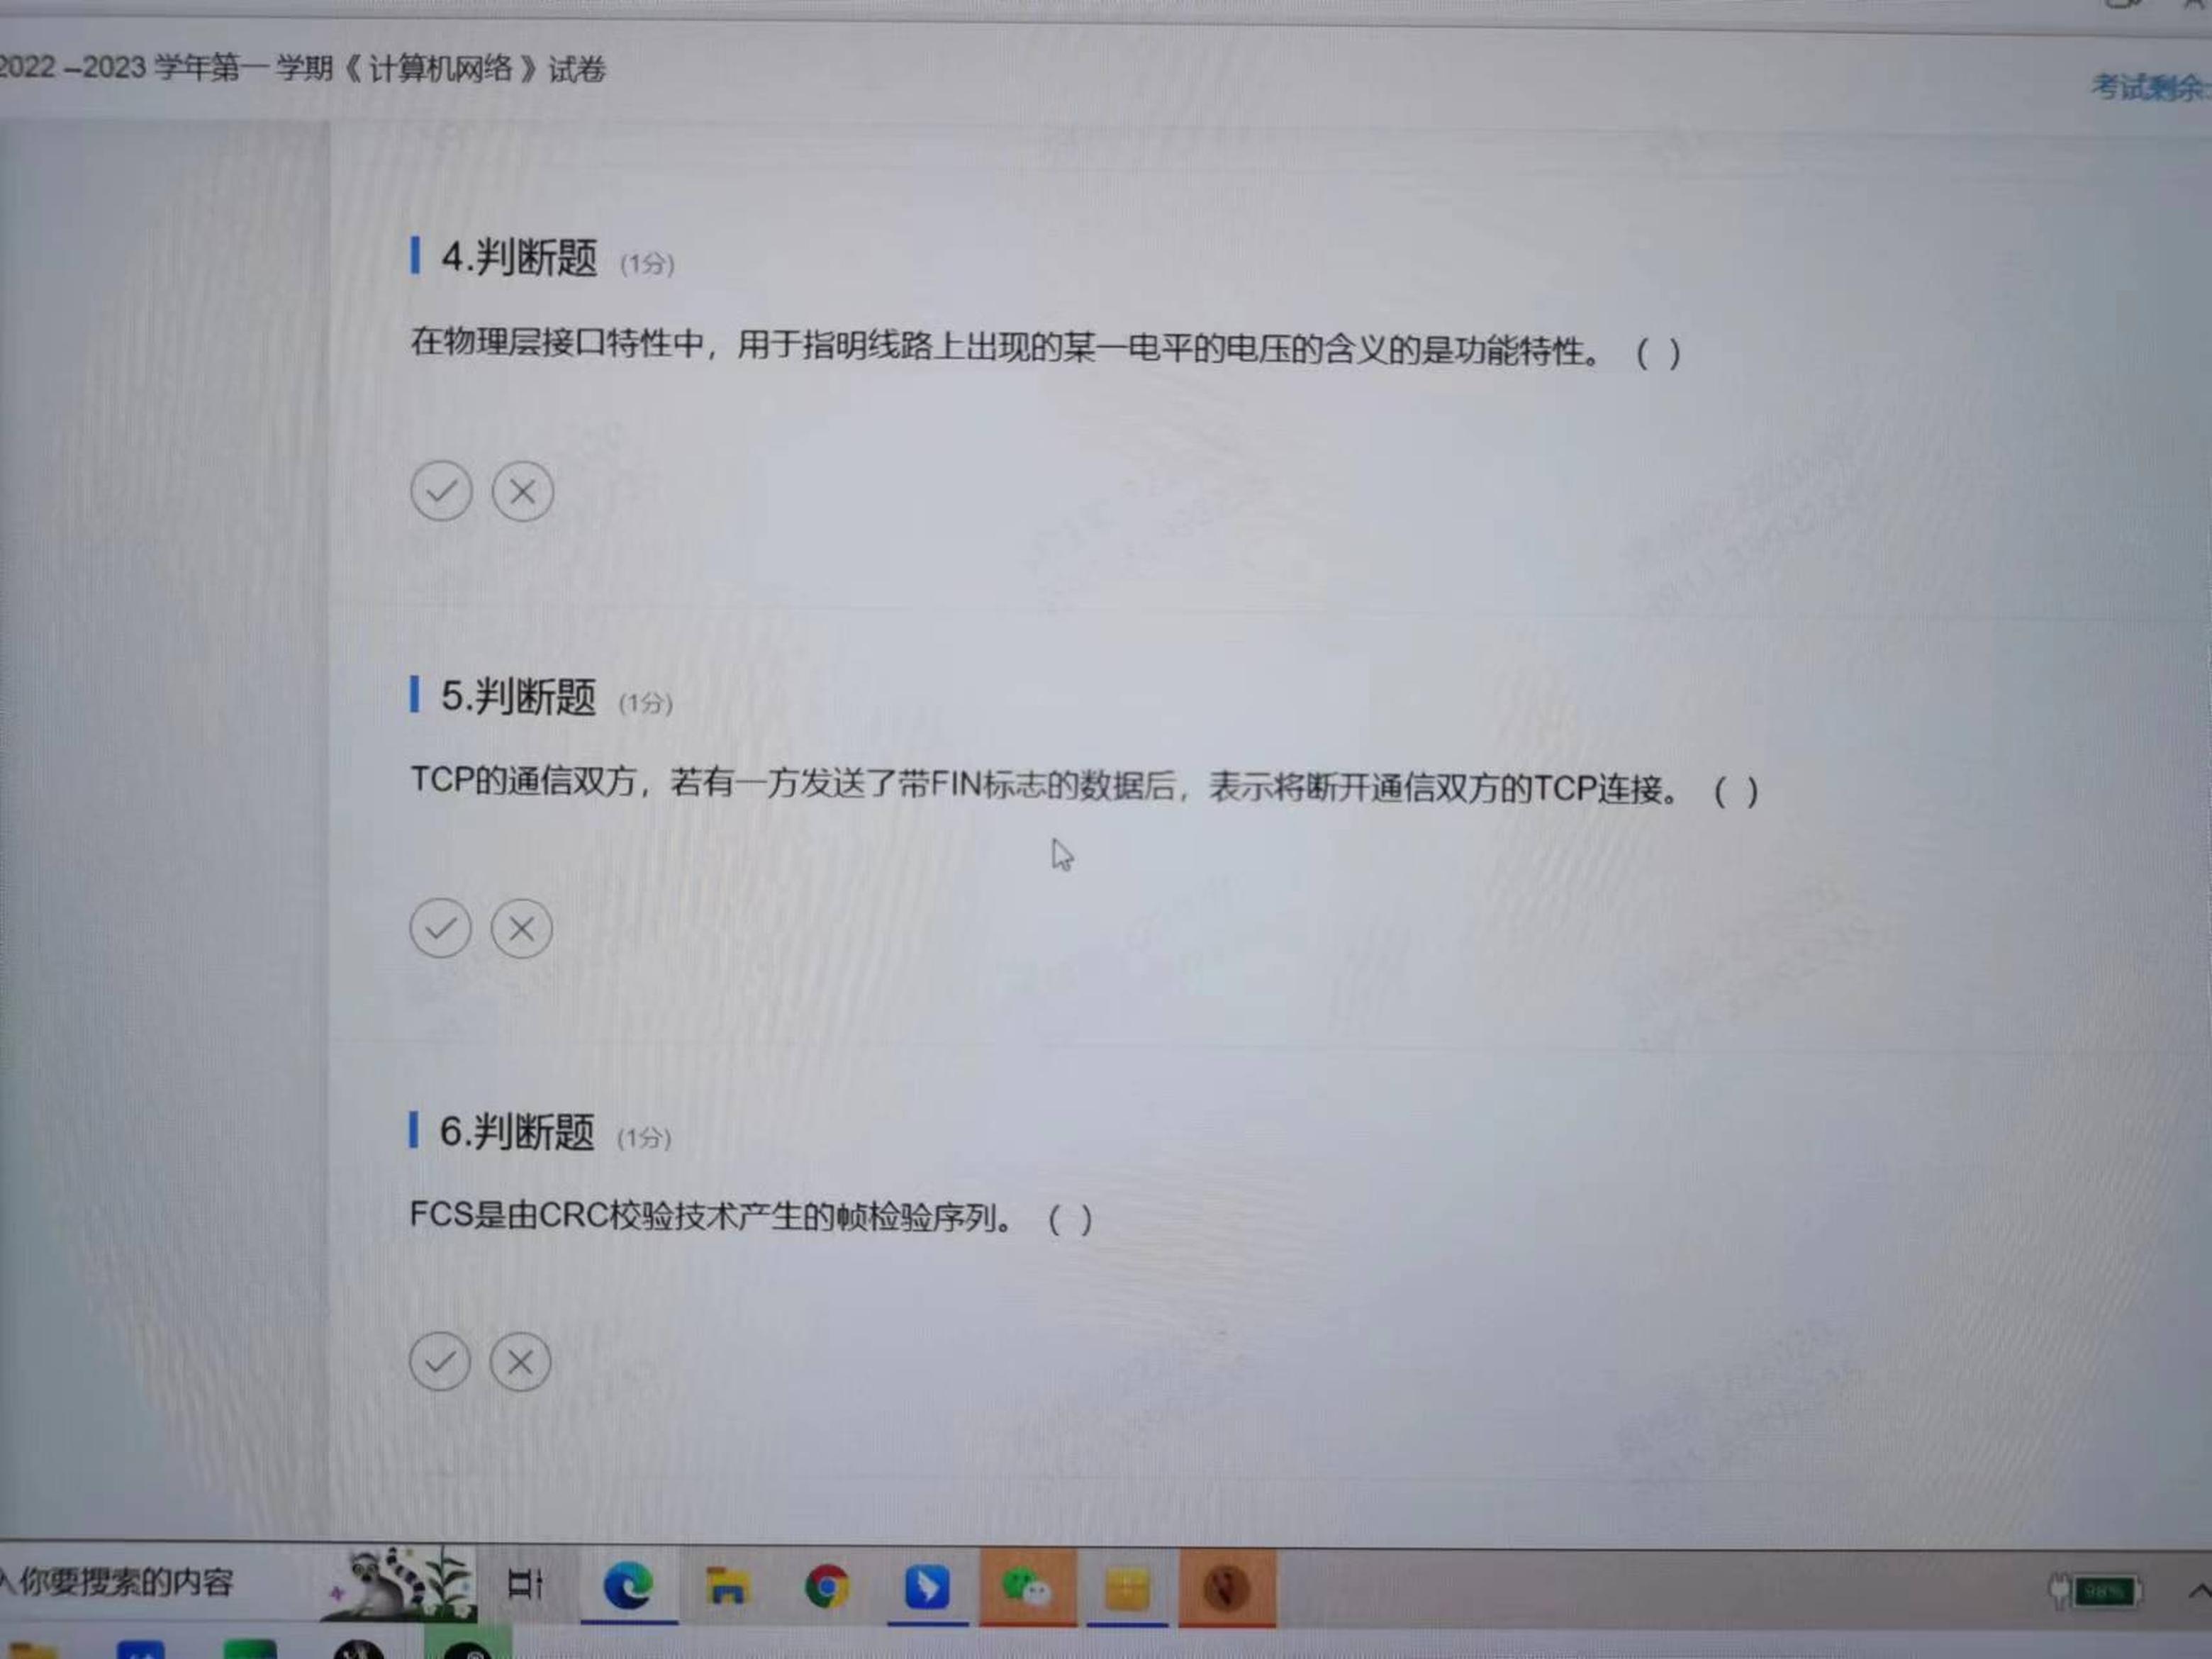 2022 –2023 学年第一 学期《 计算机网络 》试卷
考试剩余
4.判断题 (1分)
在物理层接口特性中，用于指明线路上出现的某一电平的电压的含义的是功能特性。 ( )
5.判断题 (1分)
TCP的通信双方，若有一方发送了带FIN标志的数据后，表示将断开通信双方的TCP连接。 ( )
6.判断题 (1分)
FCS是由CRC校验技术产生的帧检验序列。 ( )
入你要搜索的内容
98%